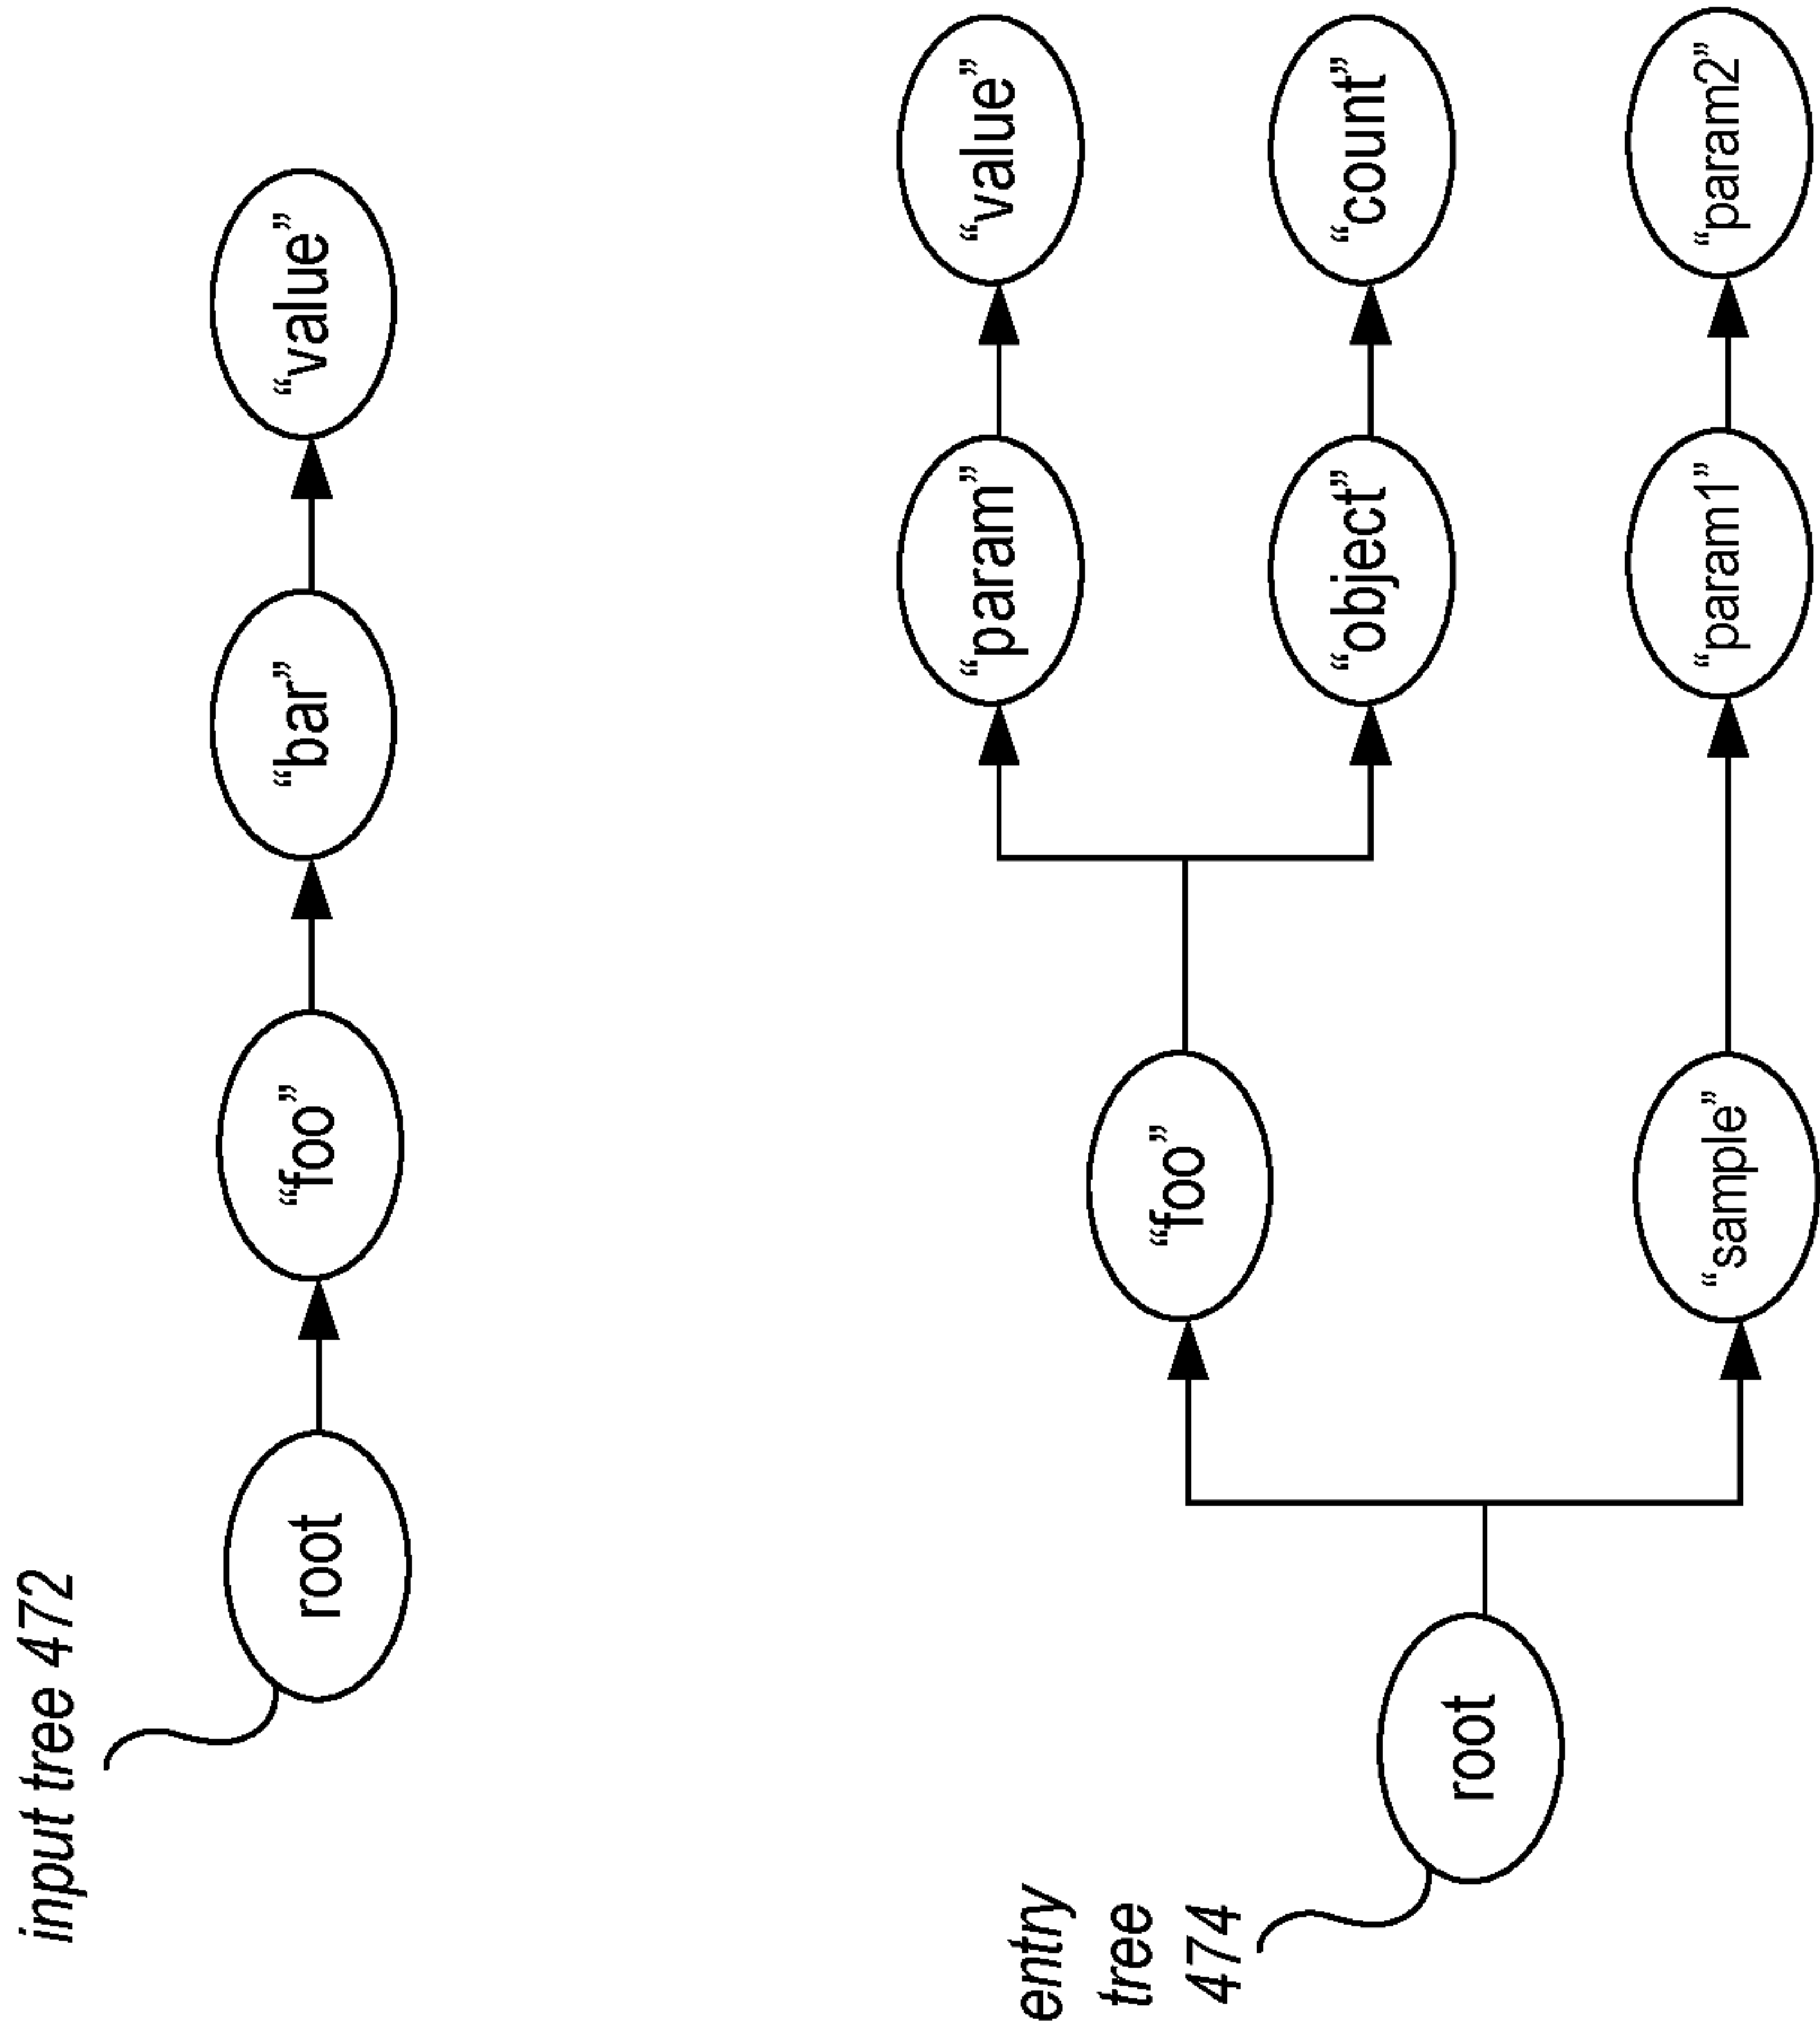 input tree 472
root
“foo”
“bar”
“value”
entry
tree
474
root
“foo”
“param”
“value”
“object”
“count”
“sample”
“param1”
“param2”